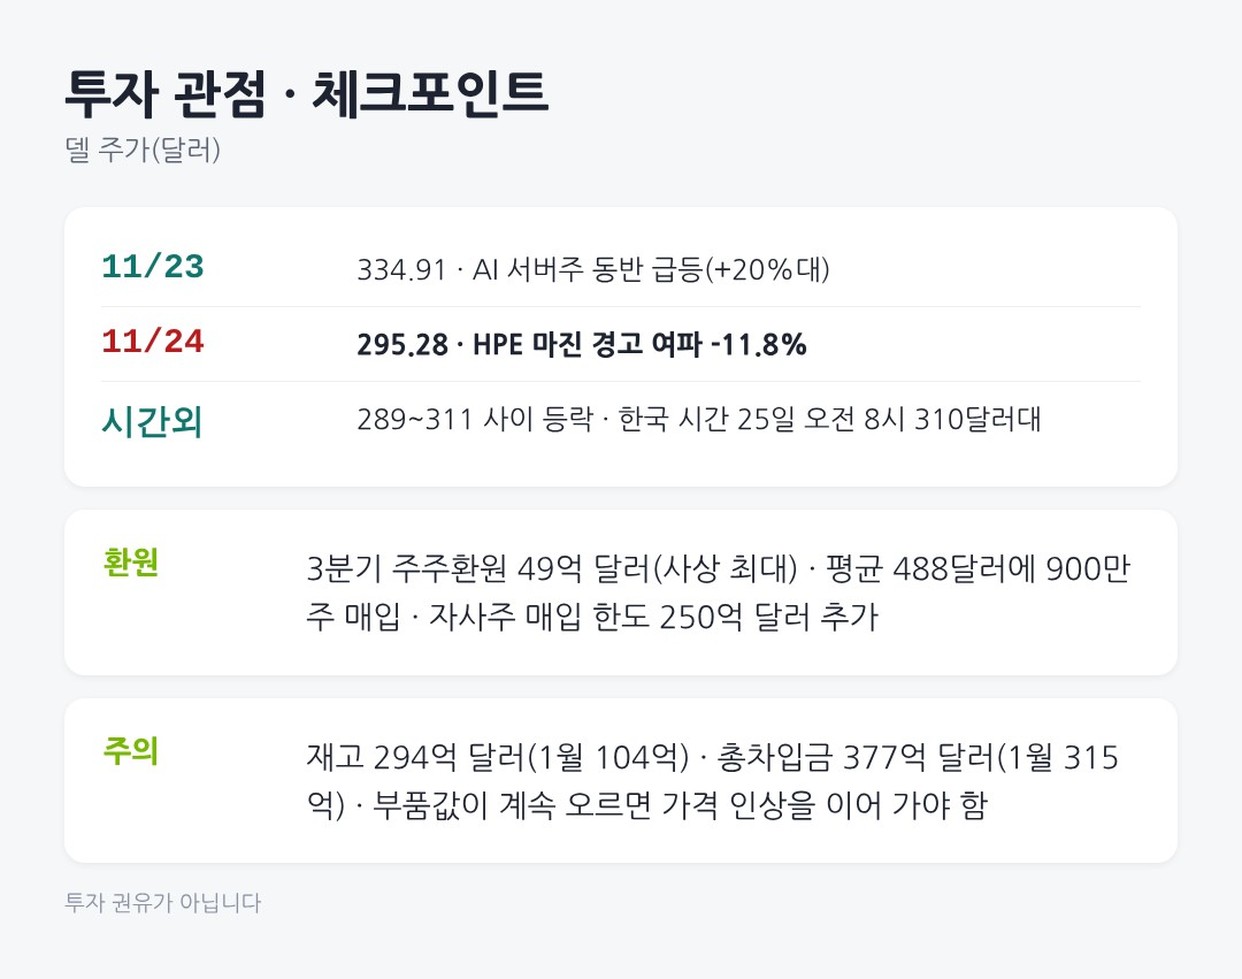 투자 관점 · 체크포인트
델 주가(달러)
11/23 334.91 · AI 서버주 동반 급등(+20%대)
11/24 295.28 · HPE 마진 경고 여파 -11.8%
시간외 289~311 사이 등락 · 한국 시간 25일 오전 8시 310달러대
환원 3분기 주주환원 49억 달러(사상 최대) · 평균 488달러에 900만
주 매입 · 자사주 매입 한도 250억 달러 추가
주의 재고 294억 달러(1월 104억) · 총차입금 377억 달러(1월 315
억) · 부품값이 계속 오르면 가격 인상을 이어 가야 함
투자 권유가 아닙니다